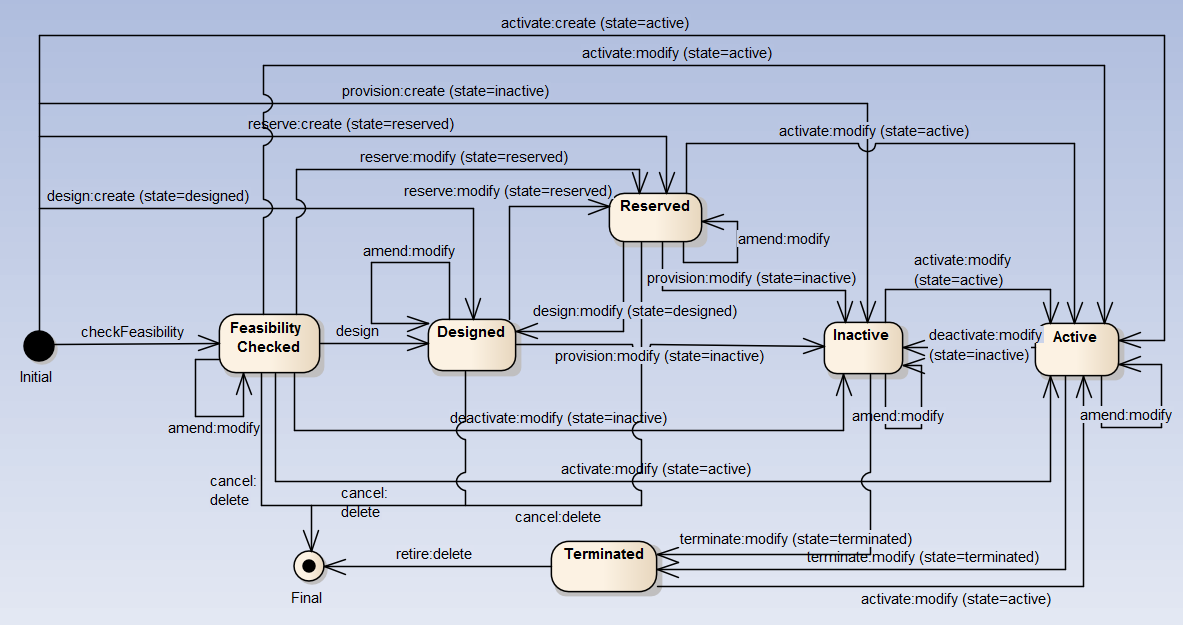 activate:create (state=active)
activate:modify (state=active)
provision:create (state=inactive)
reserve:create (state=reserved)
activate:modify (state=active)
reserve:modify (state=reserved)
reserve:modify (state=reserved)
design:create (state=designed)
Reserved
amend:modify
amend:modify
activate:modify
(state=active)
provision:modify (state=inactive)
design:modify (state=designed)
Feasibility
Checked
checkFeasibility
design
Designed
Inactive
deactivate:modify
(state=inactive)
Active
provision:modify (state=inactive)
Initial
amend:modify
deactivate:modify (state=inactive)
amend:modify
amend:modify
activate:modify (state=active)
cancel:
delete
cancel:
delete
cancel:delete
terminate:modify (state=terminated)
Terminated
terminate:modify (state=terminated)
retire:delete
Final
activate:modify (state=active)